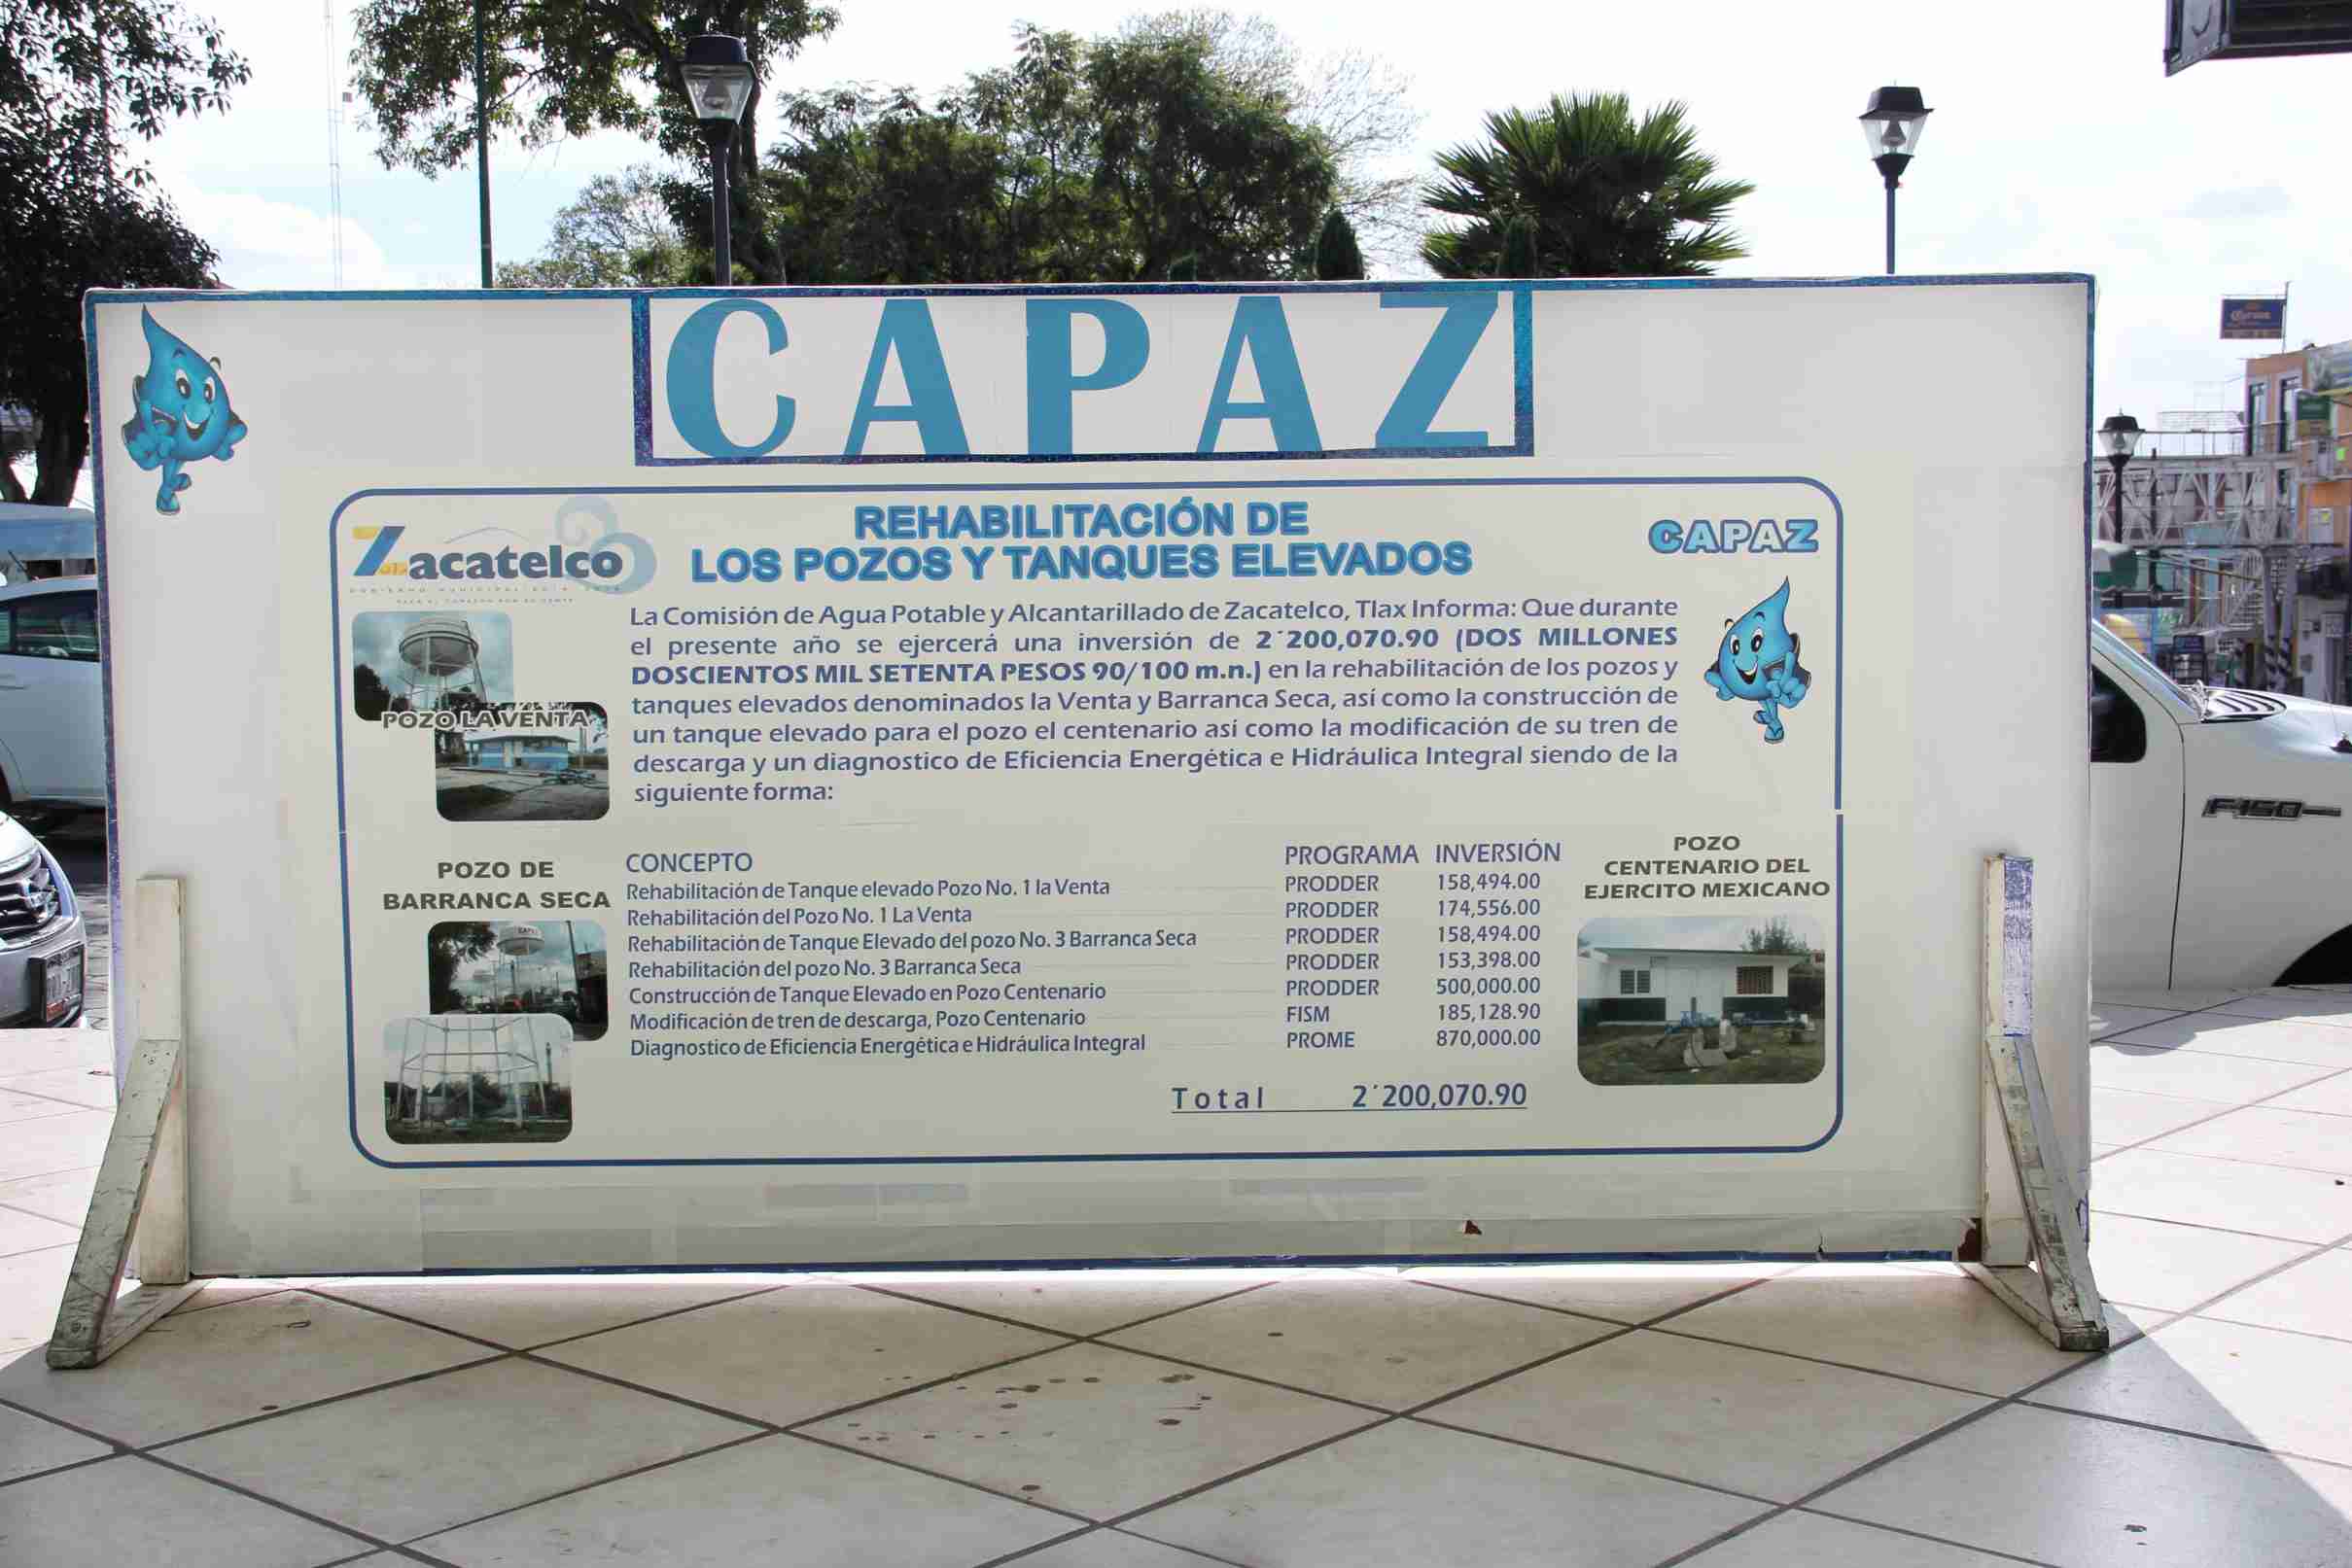 CAPAZ
Zacatelco
REHABILITACIÓN DE
LOS POZOS Y TANQUES ELEVADOS
CAPAZ
La Comisión de Agua Potable y Alcantarillado de Zacatelco, Tlax Informa: Que durante
el presente año se ejercerá una inversión de 2´200,070.90 (DOS MILLONES
DOSCIENTOS MIL SETENTA PESOS 90/100 m.n.) en la rehabilitación de los pozos y
tanques elevados denominados la Venta y Barranca Seca, así como la construcción de
un tanque elevado para el pozo el centenario así como la modificación de su tren de
descarga y un diagnostico de Eficiencia Energética e Hidráulica Integral siendo de la
siguiente forma:
POZO LA VENTA
POZO DE
BARRANCA SECA
CONCEPTO PROGRAMA INVERSIÓN
Rehabilitación de Tanque elevado Pozo No. 1 la Venta PRODDER 158,494.00
Rehabilitación del Pozo No. 1 La Venta PRODDER 174,556.00
Rehabilitación de Tanque Elevado del pozo No. 3 Barranca Seca PRODDER 158,494.00
Rehabilitación del pozo No. 3 Barranca Seca PRODDER 153,398.00
Construcción de Tanque Elevado en Pozo Centenario PRODDER 500,000.00
Modificación de tren de descarga, Pozo Centenario FISM 185,128.90
Diagnostico de Eficiencia Energética e Hidráulica Integral PROME 870,000.00
Total 2´200,070.90
POZO
CENTENARIO DEL
EJERCITO MEXICANO
Corona
F150